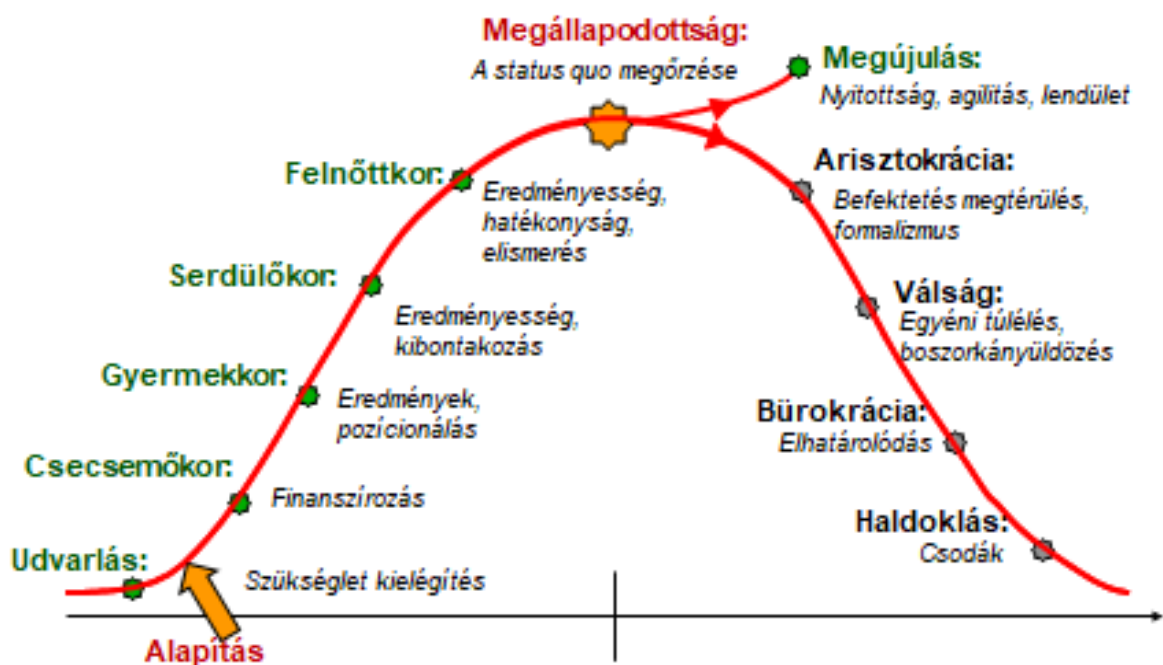 Megállapodottság:
A status quo megőrzése
Megújulás:
Nyitottság, agilitás, lendület
Felnőttkor:
Eredményesség,
hatékonyság,
elismerés
Arisztokrácia:
Befektetés megtérülés,
formalizmus
Serdülőkor:
Eredményesség,
kibontakozás
Válság:
Egyéni túlélés,
boszorkányüldözés
Gyermekkor:
Eredmények,
pozícionálás
Bürokrácia:
Elhatárolódás
Csecsemőkor:
Finanszírozás
Haldoklás:
Csodák
Udvarlás:
Szükséglet kielégítés
Alapítás